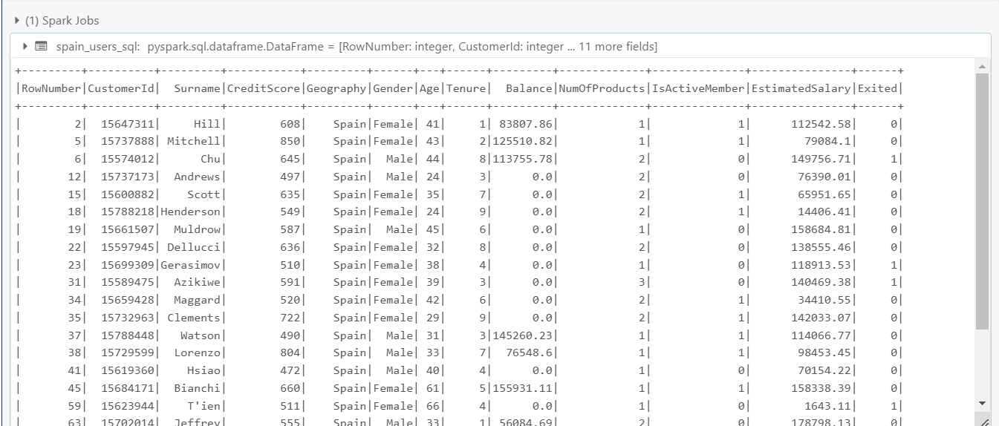 (1) Spark Jobs
spain_users_sql: pyspark.sql.dataframe.DataFrame = [RowNumber: integer, CustomerId: integer ... 11 more fields]
+---------+----------+---------+-----------+---------+------+---+------+---------+-------------+--------------+---------------+------+
|RowNumber|CustomerId|  Surname|CreditScore|Geography|Gender|Age|Tenure|  Balance|NumOfProducts|IsActiveMember|EstimatedSalary|Exited|
+---------+----------+---------+-----------+---------+------+---+------+---------+-------------+--------------+---------------+------+
|        2|  15647311|     Hill|        608|    Spain|Female| 41|     1| 83807.86|            1|             1|      112542.58|     0|
|        5|  15737888| Mitchell|        850|    Spain|Female| 43|     2|125510.82|            1|             1|        79084.1|     0|
|        6|  15574012|      Chu|        645|    Spain|  Male| 44|     8|113755.78|            2|             0|      149756.71|     1|
|       12|  15737173|  Andrews|        497|    Spain|  Male| 24|     3|      0.0|            2|             0|       76390.01|     0|
|       15|  15600882|    Scott|        635|    Spain|Female| 35|     7|      0.0|            2|             1|       65951.65|     0|
|       18|  15788218|Henderson|        549|    Spain|Female| 24|     9|      0.0|            2|             1|       14406.41|     0|
|       19|  15661507|  Muldrow|        587|    Spain|  Male| 45|     6|      0.0|            1|             0|      158684.81|     0|
|       22|  15597945| Dellucci|        636|    Spain|Female| 32|     8|      0.0|            2|             0|      138555.46|     0|
|       23|  15699309|Gerasimov|        510|    Spain|Female| 38|     4|      0.0|            1|             0|      118913.53|     1|
|       31|  15589475|  Azikiwe|        591|    Spain|Female| 39|     3|      0.0|            3|             0|      140469.38|     1|
|       34|  15659428|  Maggard|        520|    Spain|Female| 42|     6|      0.0|            2|             1|       34410.55|     0|
|       35|  15732963| Clements|        722|    Spain|Female| 29|     9|      0.0|            2|             1|      142033.07|     0|
|       37|  15788448|   Watson|        490|    Spain|  Male| 31|     3|145260.23|            1|             1|      114066.77|     0|
|       38|  15729599|  Lorenzo|        804|    Spain|  Male| 33|     7|  76548.6|            1|             1|       98453.45|     0|
|       41|  15619360|    Hsiao|        472|    Spain|  Male| 40|     4|      0.0|            1|             0|       70154.22|     0|
|       45|  15684171|  Bianchi|        660|    Spain|Female| 61|     5|155931.11|            1|             1|      158338.39|     0|
|       59|  15623944|    T'ien|        511|    Spain|Female| 66|     4|      0.0|            1|             0|        1643.11|     1|
|       63|  15702014|  Jeffrey|        555|    Spain|  Male| 33|     1| 56084.69|            2|             0|      178798.13|     0|